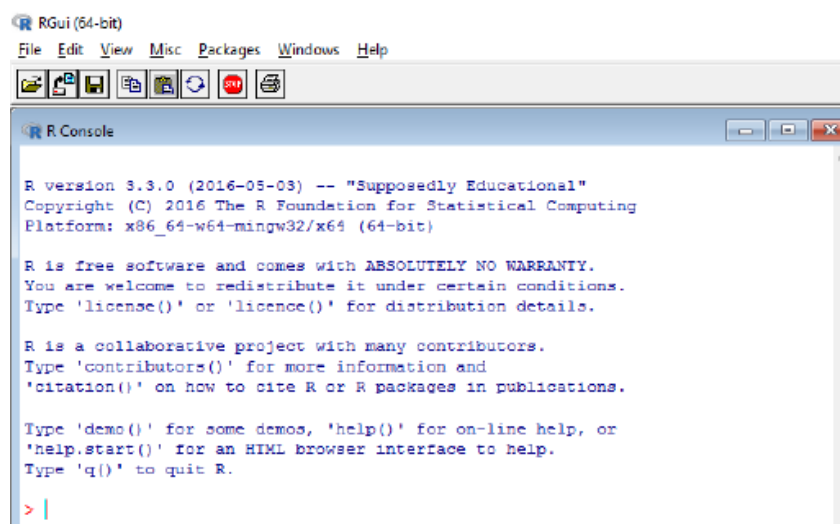 RGui (64-bit)
File Edit View Misc Packages Windows Help
STOP
R Console
R version 3.3.0 (2016-05-03) -- "Supposedly Educational"
Copyright (C) 2016 The R Foundation for Statistical Computing
Platform: x86_64-w64-mingw32/x64 (64-bit)
R is free software and comes with ABSOLUTELY NO WARRANTY.
You are welcome to redistribute it under certain conditions.
Type 'license()' or 'licence()' for distribution details.
R is a collaborative project with many contributors.
Type 'contributors()' for more information and
'citation()' on how to cite R or R packages in publications.
Type 'demo()' for some demos, 'help()' for on-line help, or
'help.start()' for an HTML browser interface to help.
Type 'q()' to quit R.
>